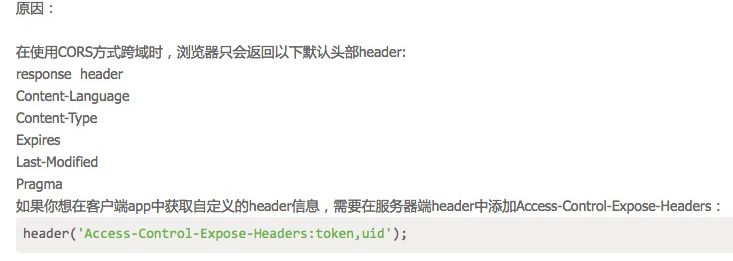 原因：
在使用CORS方式跨域时，浏览器只会返回以下默认头部header:
response  header
Content-Language
Content-Type
Expires
Last-Modified
Pragma
如果你想在客户端app中获取自定义的header信息，需要在服务器端header中添加Access-Control-Expose-Headers：
header('Access-Control-Expose-Headers:token,uid');